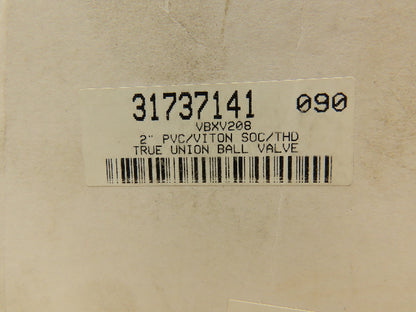 31737141 090
VBXV208
2" PVC/VITON SOC/THD
TRUE UNION BALL VALVE